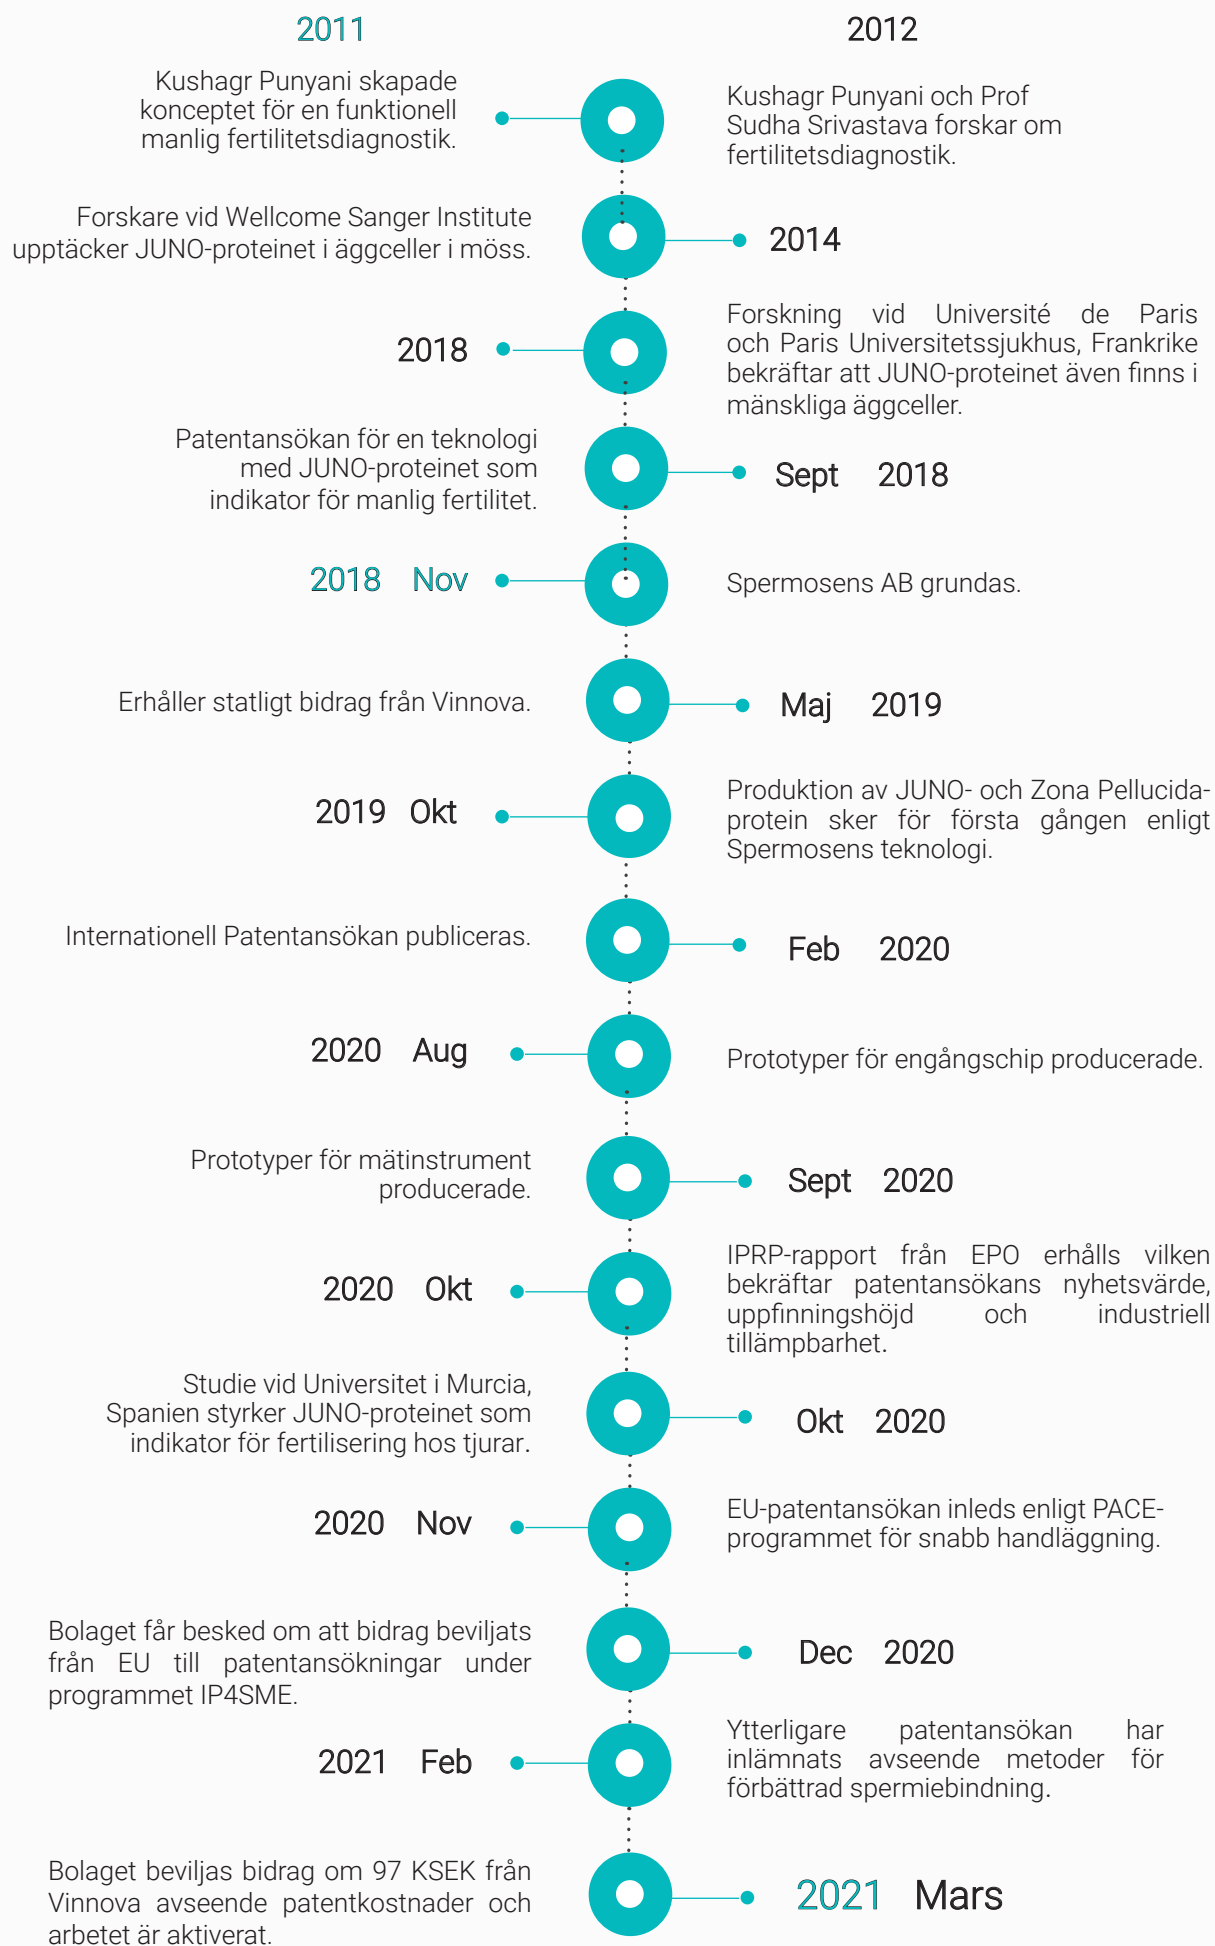 2011
Kushagr Punyani skapade
konceptet för en funktionell
manlig fertilitetsdiagnostik.
2012
Kushagr Punyani och Prof
Sudha Srivastava forskar om
fertilitetsdiagnostik.
Forskare vid Wellcome Sanger Institute
upptäcker JUNO-proteinet i äggceller i möss.
2014
2018
Forskning vid Université de Paris
och Paris Universitetssjukhus, Frankrike
bekräftar att JUNO-proteinet även finns i
mänskliga äggceller.
Patentansökan för en teknologi
med JUNO-proteinet som
indikator för manlig fertilitet.
Sept 2018
2018 Nov
Spermosens AB grundas.
Erhåller statligt bidrag från Vinnova.
Maj 2019
2019 Okt
Produktion av JUNO- och Zona Pellucida-
protein sker för första gången enligt
Spermosens teknologi.
Internationell Patentansökan publiceras.
Feb 2020
2020 Aug
Prototyper för engångschip producerade.
Prototyper för mätinstrument
producerade.
Sept 2020
2020 Okt
IPRP-rapport från EPO erhålls vilken
bekräftar patentansökans nyhetsvärde,
uppfinningshöjd och industriell
tillämpbarhet.
Studie vid Universitet i Murcia,
Spanien styrker JUNO-proteinet som
indikator för fertilisering hos tjurar.
Okt 2020
2020 Nov
EU-patentansökan inleds enligt PACE-
programmet för snabb handläggning.
Bolaget får besked om att bidrag beviljats
från EU till patentansökningar under
programmet IP4SME.
Dec 2020
2021 Feb
Ytterligare patentansökan har
inlämnats avseende metoder för
förbättrad spermiebindning.
Bolaget beviljas bidrag om 97 KSEK från
Vinnova avseende patentkostnader och
arbetet är aktiverat.
2021 Mars